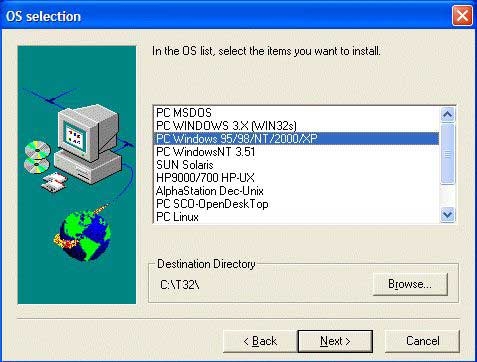 OS selection
In the OS list, select the items you want to install.
PC MSDOS
PC WINDOWS 3.X (WIN32s)
PC Windows 95/98/NT/2000/XP
PC WindowsNT 3.51
SUN Solaris
HP9000/700 HP-UX
AlphaStation Dec-Unix
PC SCO-OpenDeskTop
PC Linux
Destination Directory
C:\T32\
Browse...
< Back
Next >
Cancel